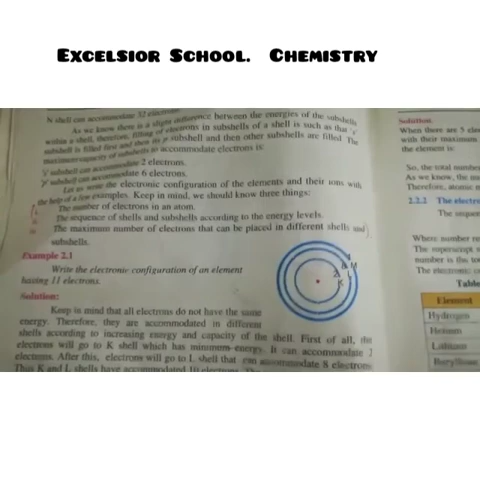 Excelsior School. Chemistry
N shell can accommodate 32 electrons.
As we know there is a slight difference between the energies of the subshells
within a shell, therefore, filling of electrons in subshells of a shell is such that 's'
subshell is filled first and then its p subshell and then other subshells are filled. The
maximum capacity of subshells to accommodate electrons is:
's' subshell can accommodate 2 electrons.
'p' subshell can accommodate 6 electrons.
Let us write the electronic configuration of the elements and their ions with
the help of a few examples. Keep in mind, we should know three things:
The number of electrons in an atom.
The sequence of shells and subshells according to the energy levels.
The maximum number of electrons that can be placed in different shells and
subshells.
Example 2.1
Write the electronic configuration of an element
having 11 electrons.
Solution:
Keep in mind that all electrons do not have the same
energy. Therefore, they are accommodated in different
shells according to increasing energy and capacity of the shell. First of all, the
electrons will go to K shell which has minimum energy. It can accommodate 2
electrons. After this, electrons will go to L shell that can accommodate 8 electrons
Thus K and L shells have accommodated 10 electrons.
K
L
M
Solution.
When there are 5 ele
with their maximum
the element is:
So, the total number
As we know, the
Therefore, atomic
2.2.2 The electro
The sequen
Where number
The superscript
number is the
The electronic
Table
Element
Hydrogen
Helium
Lithium
Beryllium